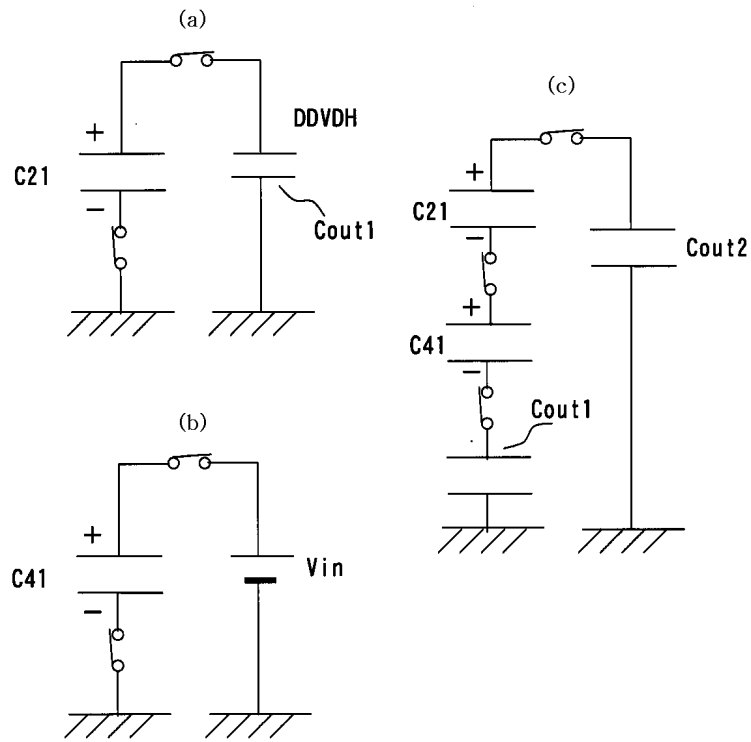 (a)
+
DDVDH
C21
−
Cout1
(b)
+
C41
Vin
−
(c)
+
C21
−
Cout2
+
C41
−
Cout1